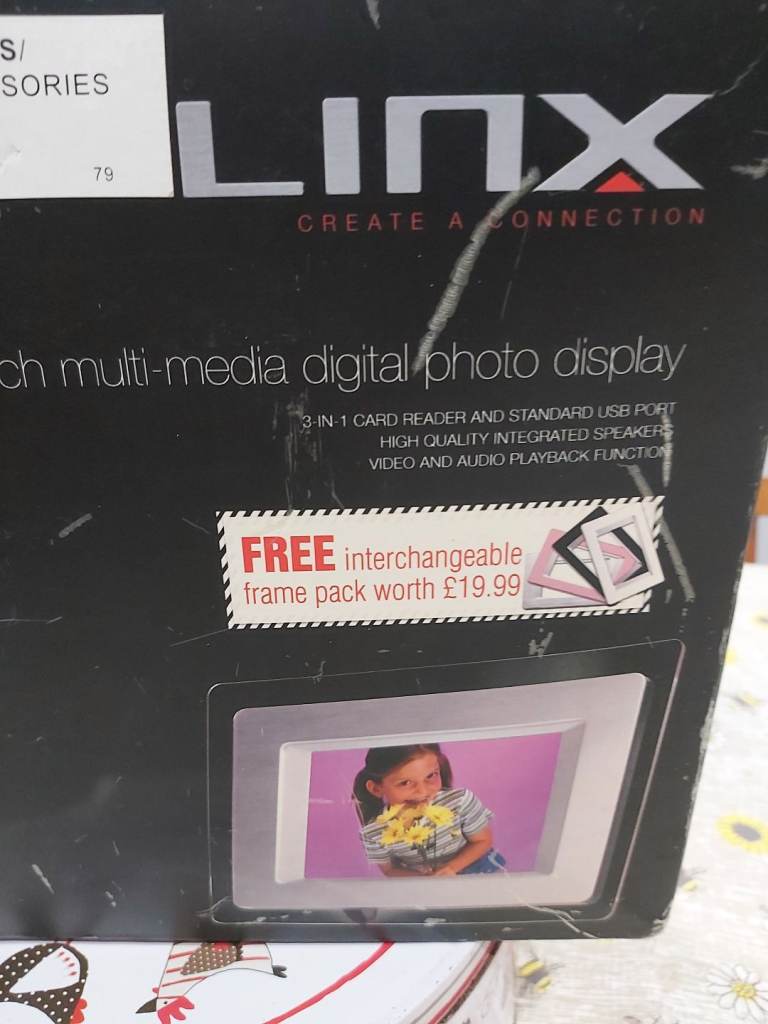 S/
SORIES
79
LINX
CREATE A CONNECTION
ch multi-media digital photo display
3-IN-1 CARD READER AND STANDARD USB PORT
HIGH QUALITY INTEGRATED SPEAKERS
VIDEO AND AUDIO PLAYBACK FUNCTION
FREE interchangeable
frame pack worth £19.99